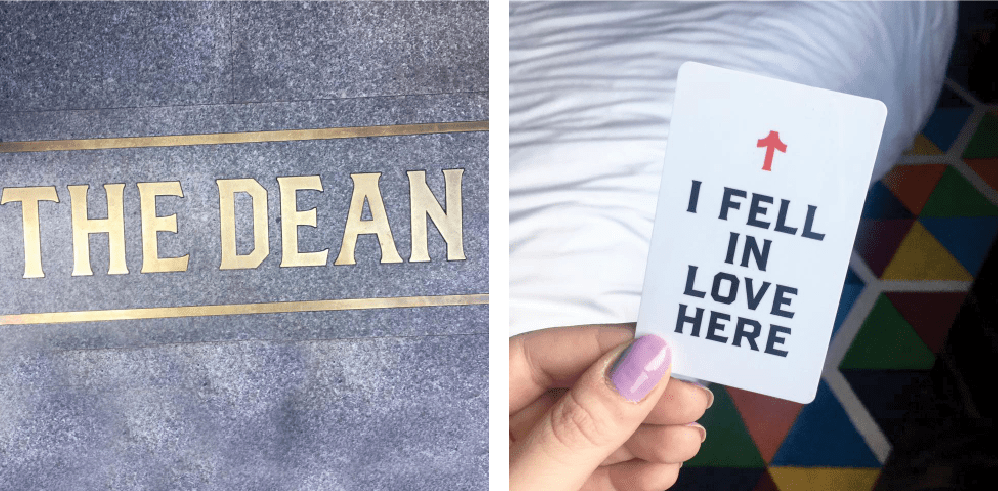 THE DEAN
I FELL
IN
LOVE
HERE